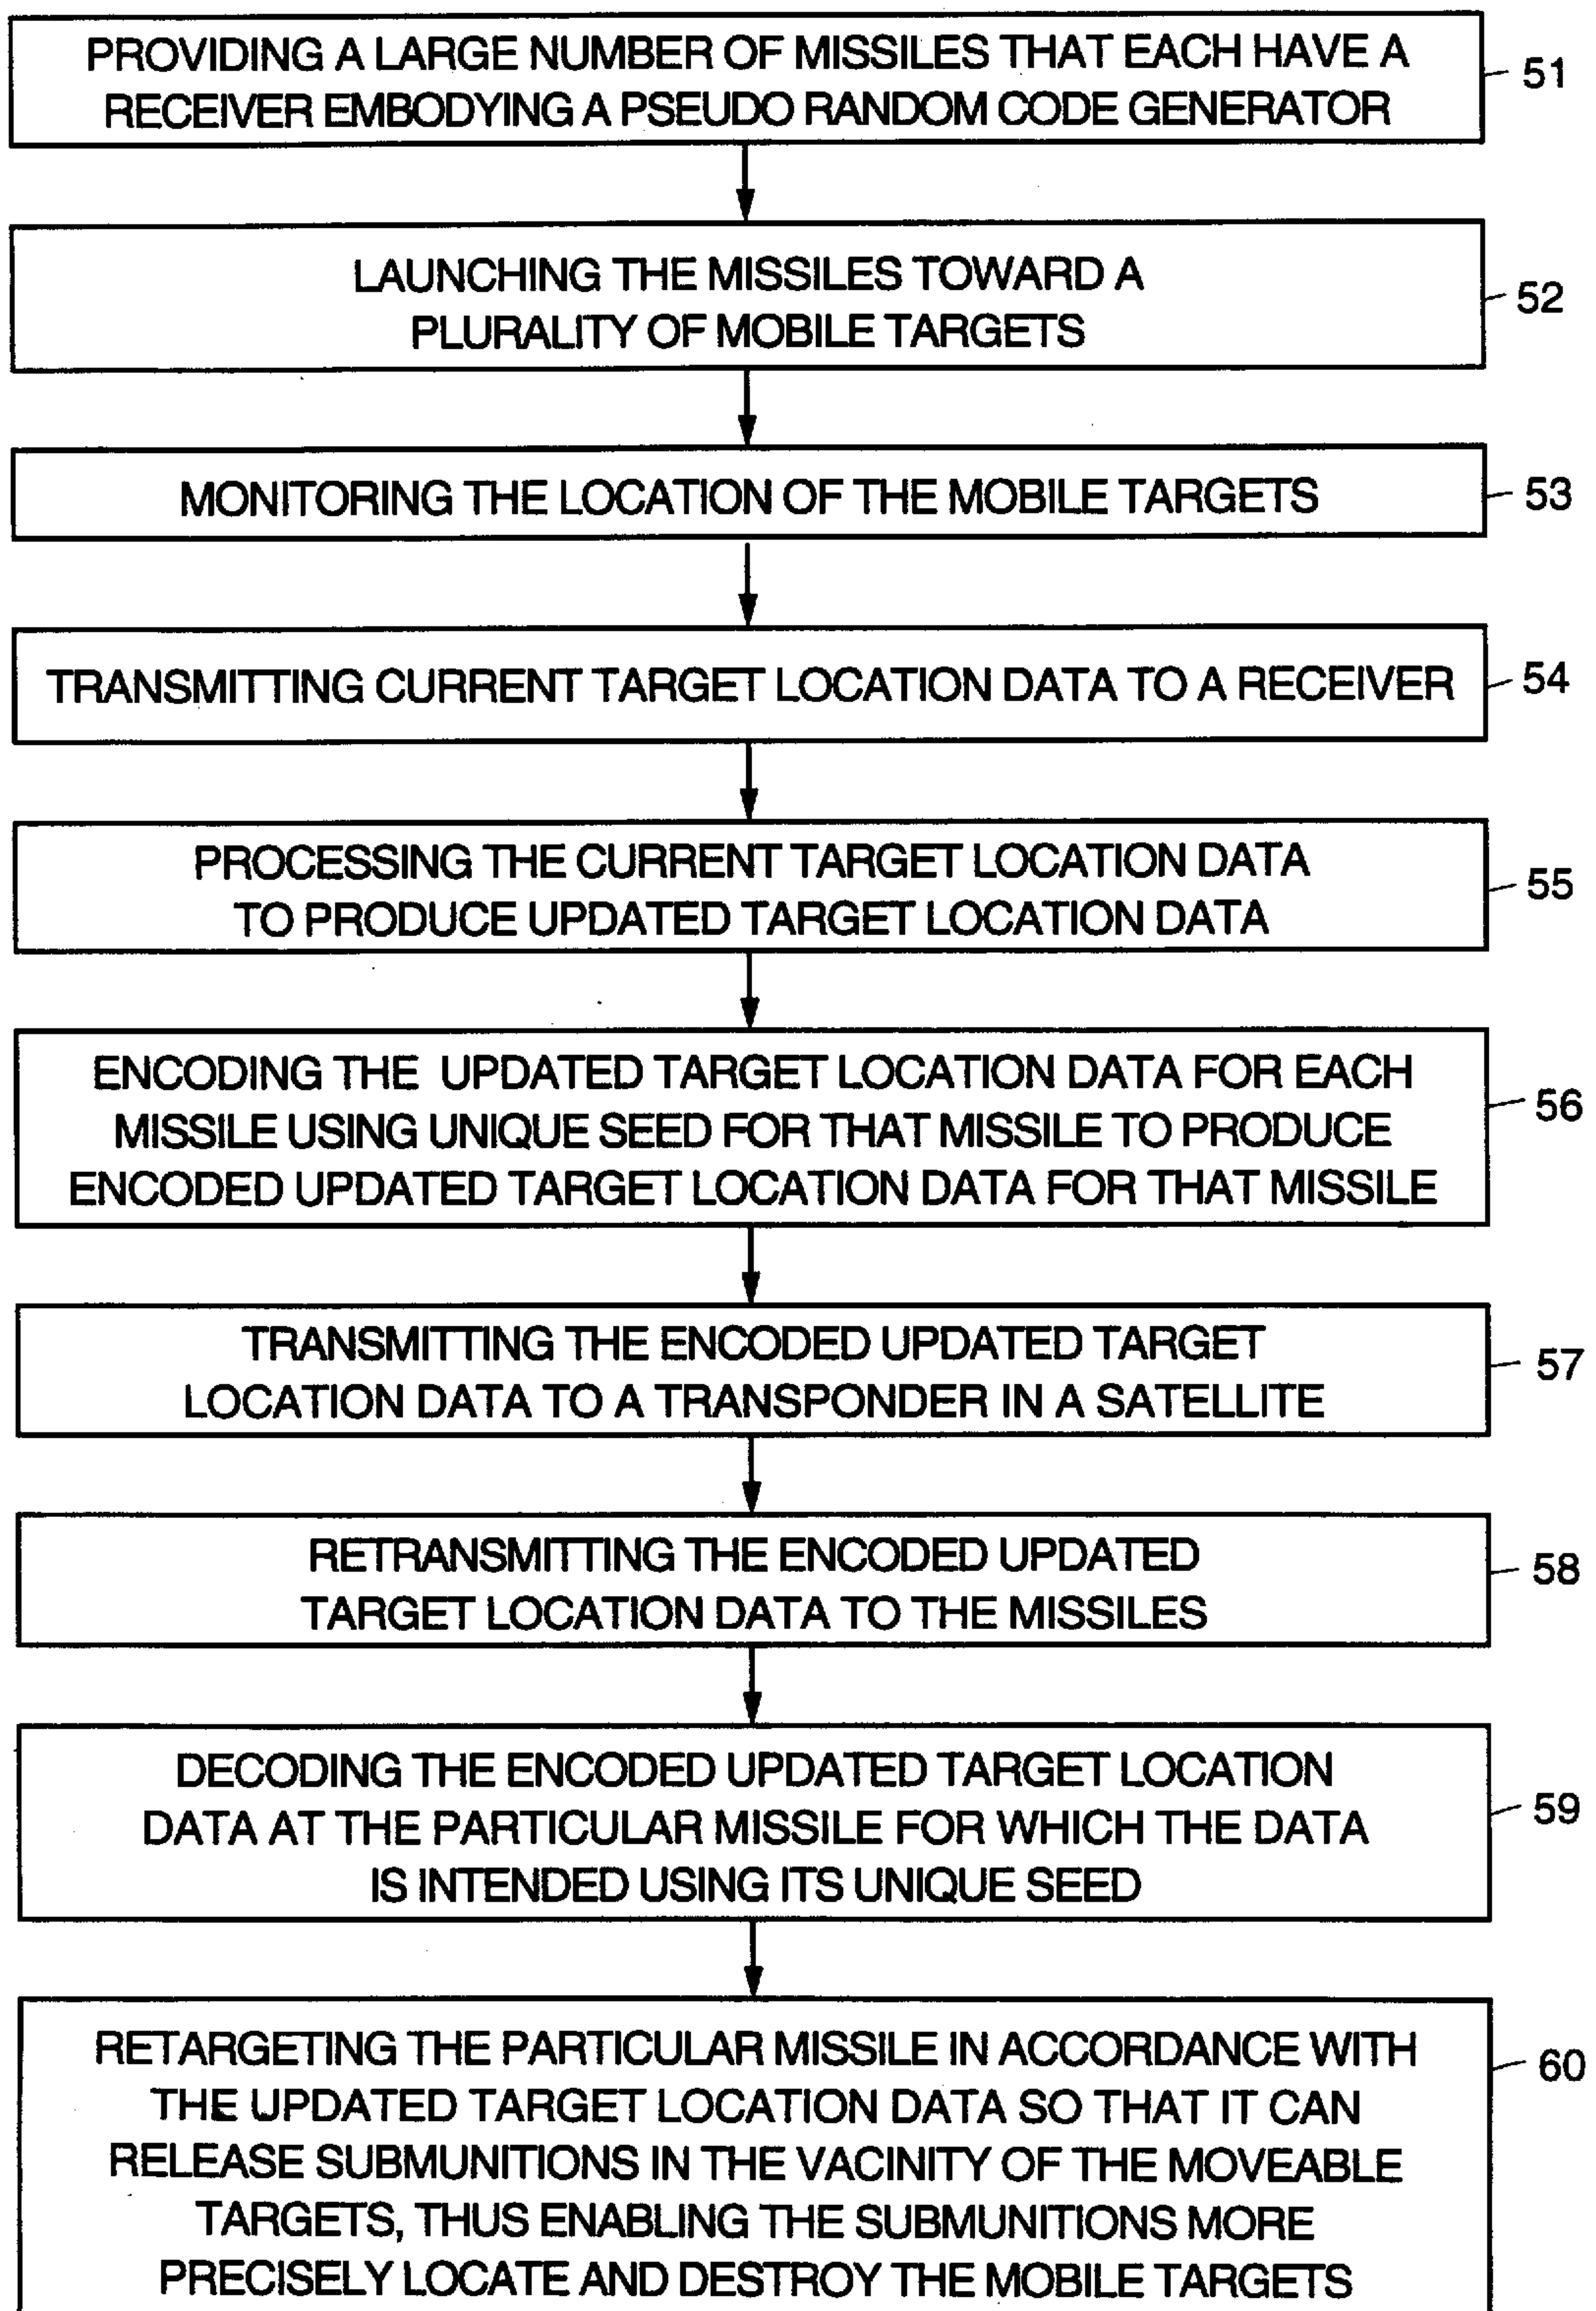 PROVIDING A LARGE NUMBER OF MISSILES THAT EACH HAVE A
RECEIVER EMBODYING A PSEUDO RANDOM CODE GENERATOR
51
LAUNCHING THE MISSILES TOWARD A
PLURALITY OF MOBILE TARGETS
52
MONITORING THE LOCATION OF THE MOBILE TARGETS
53
TRANSMITTING CURRENT TARGET LOCATION DATA TO A RECEIVER
54
PROCESSING THE CURRENT TARGET LOCATION DATA
TO PRODUCE UPDATED TARGET LOCATION DATA
55
ENCODING THE UPDATED TARGET LOCATION DATA FOR EACH
MISSILE USING UNIQUE SEED FOR THAT MISSILE TO PRODUCE
ENCODED UPDATED TARGET LOCATION DATA FOR THAT MISSILE
56
TRANSMITTING THE ENCODED UPDATED TARGET
LOCATION DATA TO A TRANSPONDER IN A SATELLITE
57
RETRANSMITTING THE ENCODED UPDATED
TARGET LOCATION DATA TO THE MISSILES
58
DECODING THE ENCODED UPDATED TARGET LOCATION
DATA AT THE PARTICULAR MISSILE FOR WHICH THE DATA
IS INTENDED USING ITS UNIQUE SEED
59
RETARGETING THE PARTICULAR MISSILE IN ACCORDANCE WITH
THE UPDATED TARGET LOCATION DATA SO THAT IT CAN
RELEASE SUBMUNITIONS IN THE VACINITY OF THE MOVEABLE
TARGETS, THUS ENABLING THE SUBMUNITIONS MORE
PRECISELY LOCATE AND DESTROY THE MOBILE TARGETS
60